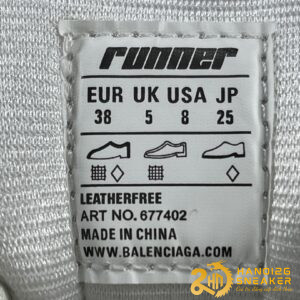 runner
EUR UK USA JP
38 5 8 25
LEATHERFREE
ART NO. 677402
MADE IN CHINA
WWW.BALENCIAGA.COM
HANOI26
SNEAKER